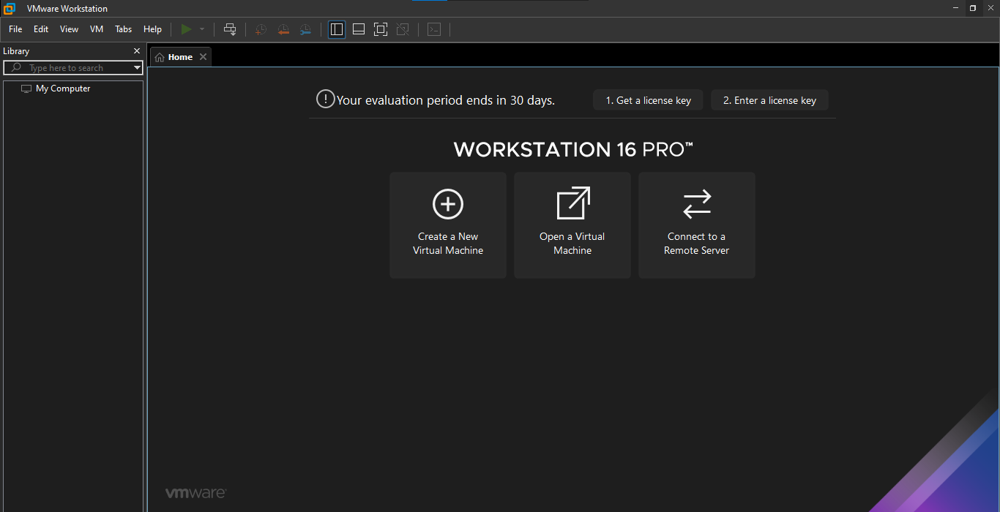 VMware Workstation
File Edit View VM Tabs Help
Library
Type here to search
My Computer
Home
Your evaluation period ends in 30 days.
1. Get a license key
2. Enter a license key
WORKSTATION 16 PRO™
Create a New
Virtual Machine
Open a Virtual
Machine
Connect to a
Remote Server
vmware